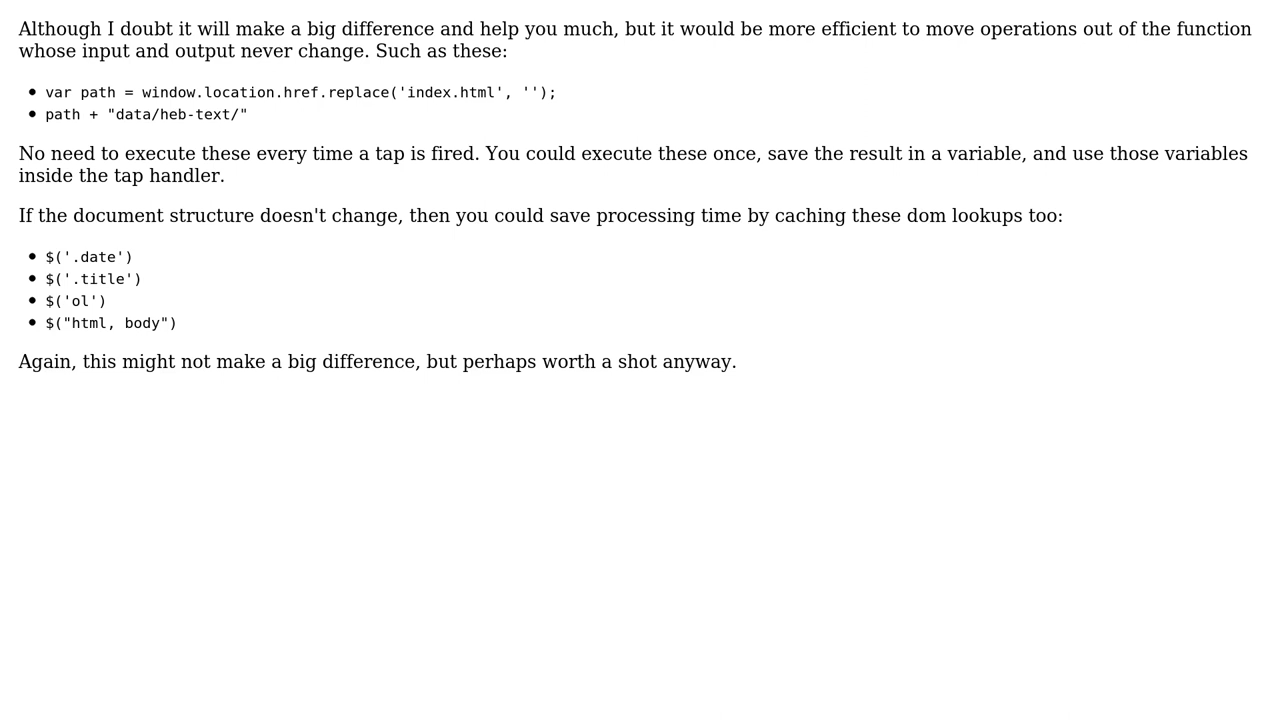 Although I doubt it will make a big difference and help you much, but it would be more efficient to move operations out of the function
whose input and output never change. Such as these:
• var path = window.location.href.replace('index.html', '');
• path + "data/heb-text/"
No need to execute these every time a tap is fired. You could execute these once, save the result in a variable, and use those variables
inside the tap handler.
If the document structure doesn't change, then you could save processing time by caching these dom lookups too:
• $('.date')
• $('.title')
• $('ol')
• $("html, body")
Again, this might not make a big difference, but perhaps worth a shot anyway.